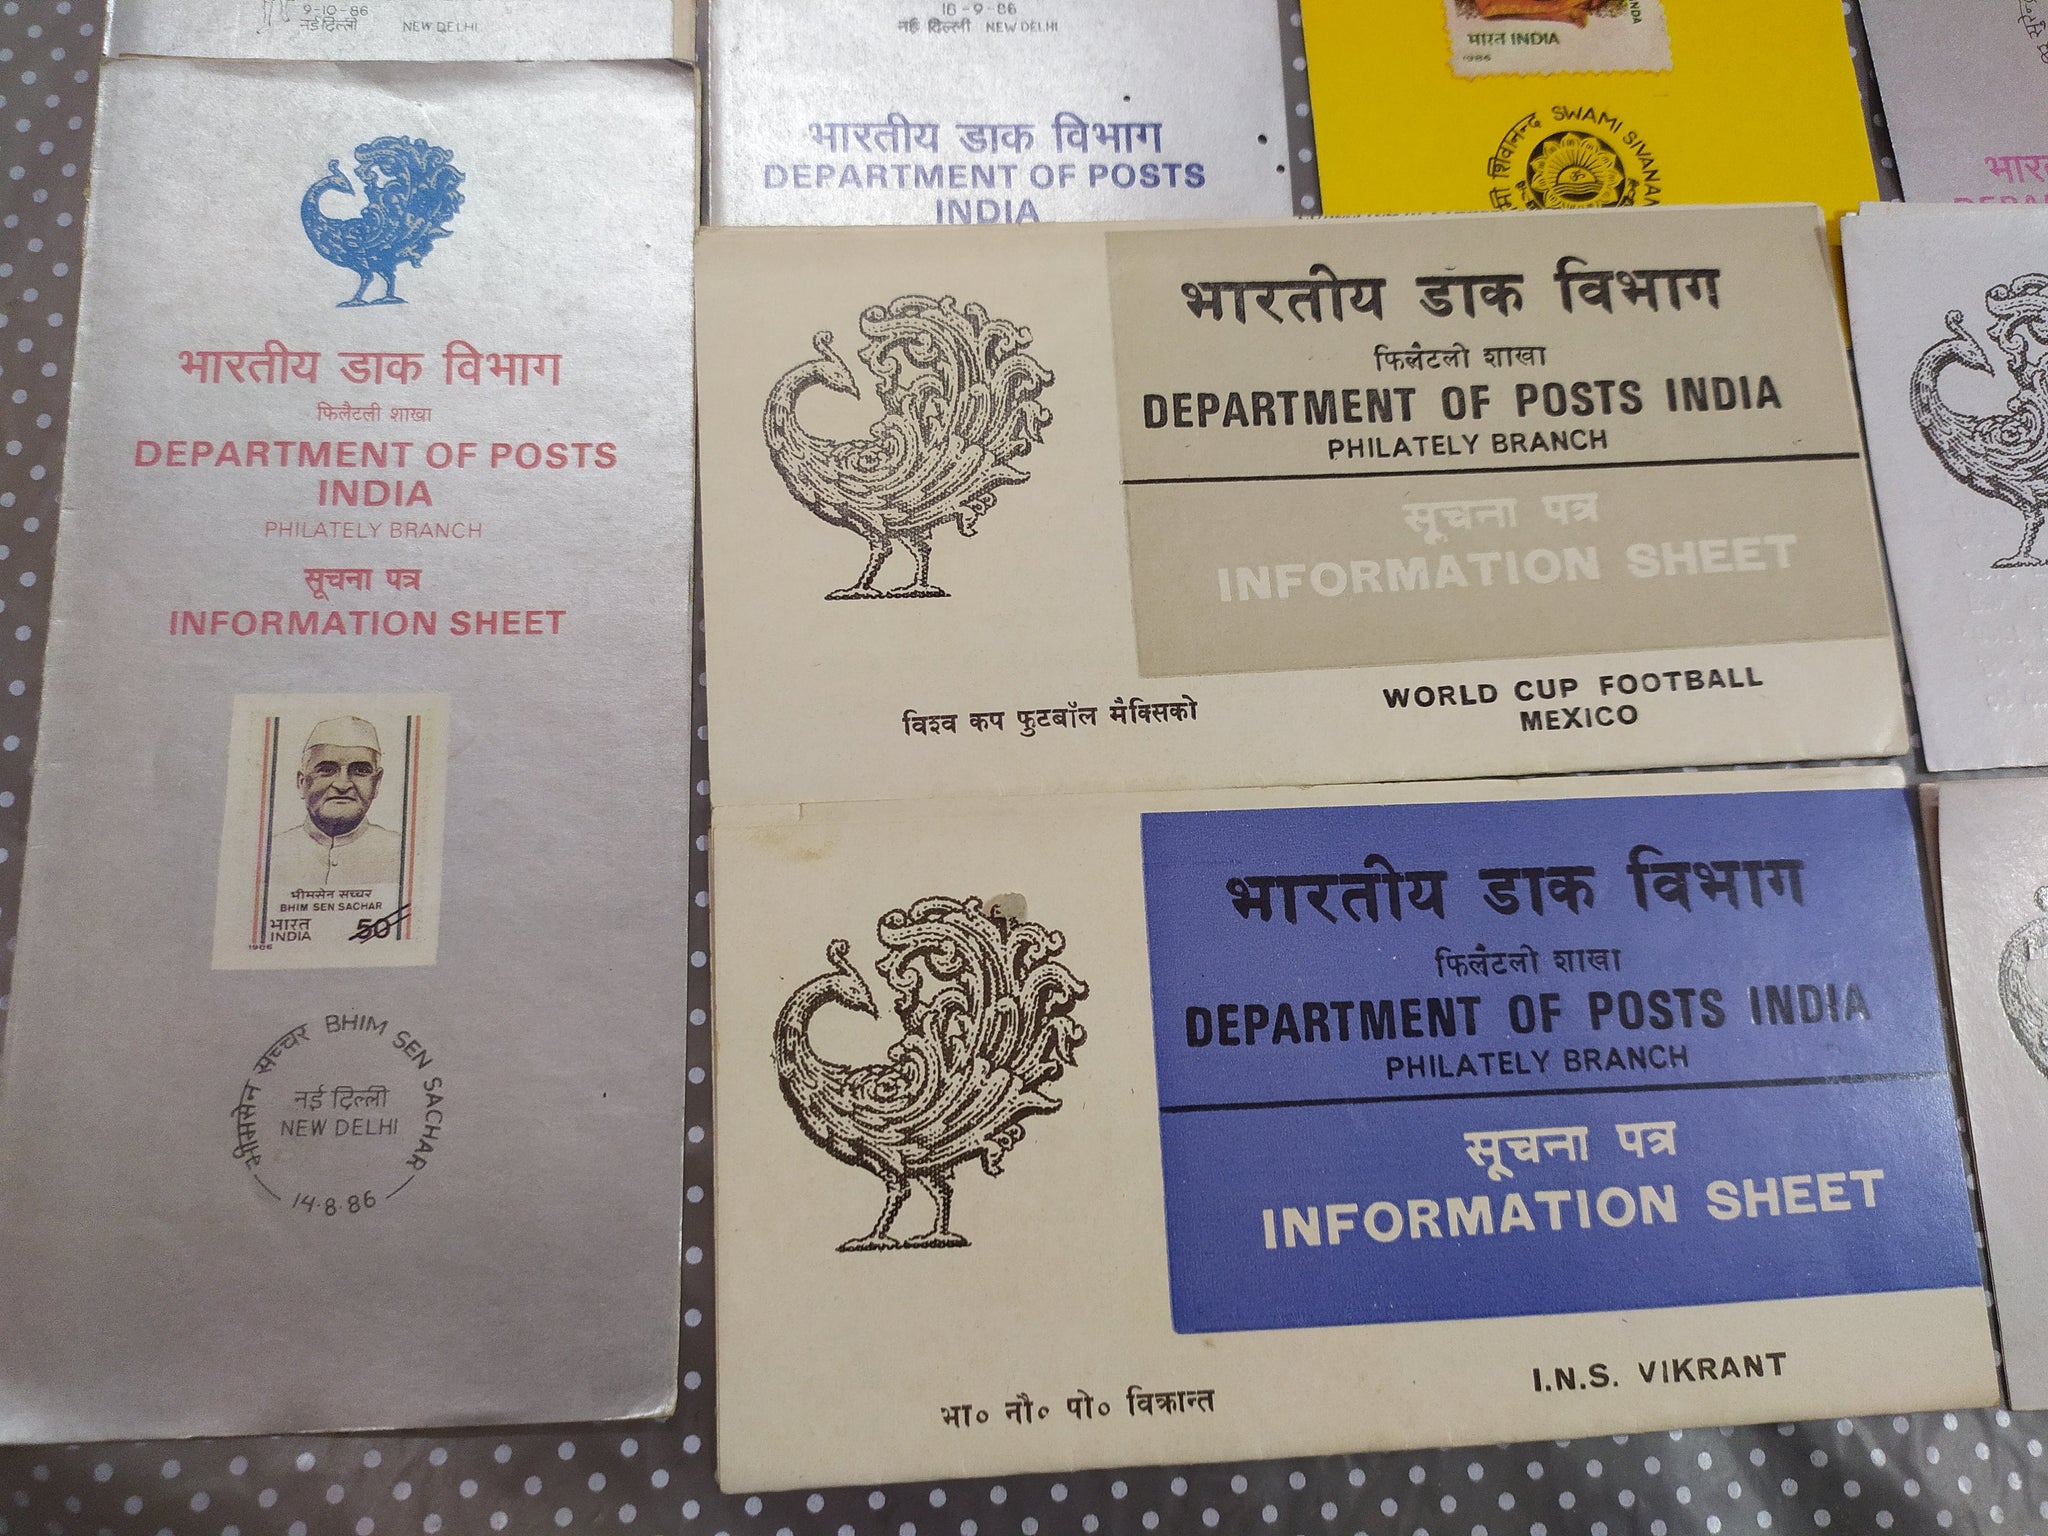 9-10-86
नई दिल्ली NEW DELHI
भारतीय डाक विभाग
फिलैटली शाखा
DEPARTMENT OF POSTS
INDIA
PHILATELY BRANCH
सूचना पत्र
INFORMATION SHEET
भीमसेन सच्चर
BHIM SEN SACHAR
भारत
INDIA
50
1986
भीमसेन सच्चर BHIM SEN SACHAR
नई दिल्ली
NEW DELHI
14.8.86
16-9-86
नई दिल्ली NEW DELHI
भारतीय डाक विभाग
DEPARTMENT OF POSTS
INDIA
भारत INDIA
1986
शिवानन्द SWAMI
भारतीय डाक विभाग
फिलैटली शाखा
DEPARTMENT OF POSTS INDIA
PHILATELY BRANCH
सूचना पत्र
INFORMATION SHEET
विश्व कप फुटबॉल मैक्सिको
WORLD CUP FOOTBALL
MEXICO
भारतीय डाक विभाग
फिलैटली शाखा
DEPARTMENT OF POSTS INDIA
PHILATELY BRANCH
सूचना पत्र
INFORMATION SHEET
भा० नौ० पो० विक्रान्त
I.N.S. VIKRANT